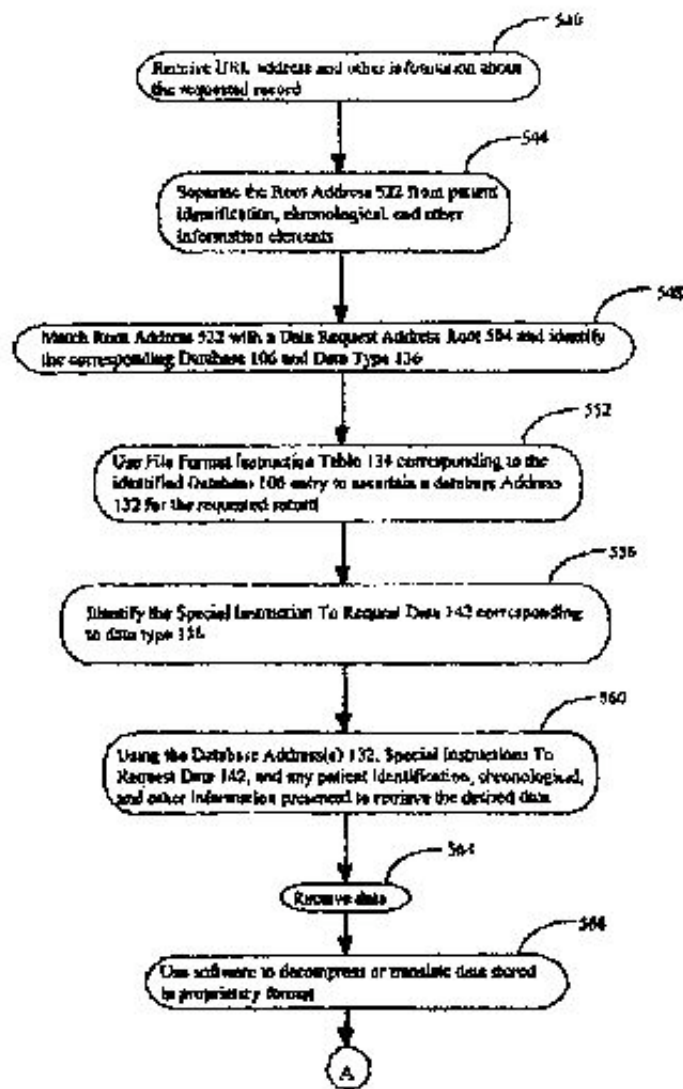 540
Receive URL address and other information about
the requested record
544
Separate the Root Address 522 from patient
Identification, chronological, and other
information elements
548
Match Root Address 522 with a Data Request Address Root 504 and identify
the corresponding Database 106 and Data Type 136
552
Use File Format Instruction Table 134 corresponding to the
identified Database 106 entry to ascertain a database Address
132 for the requested record
556
Identify the Special Instruction To Request Data 142 corresponding
to data type 136
560
Using the Database Address(s) 132, Special Instructions To
Request Data 142, and any patient Identification, chronological,
and other information presented to retrieve the desired data
564
Receive data
568
Use software to decompress or translate data stored
in proprietary format
A